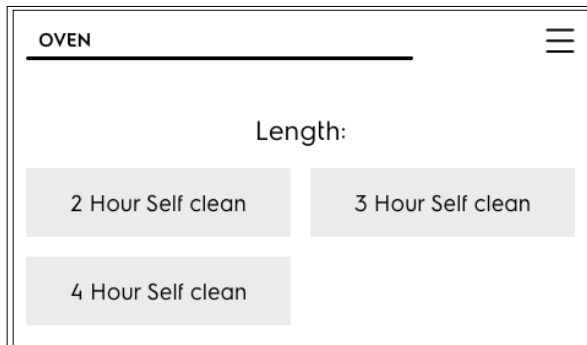 OVEN
Length:
2 Hour Self clean
3 Hour Self clean
4 Hour Self clean